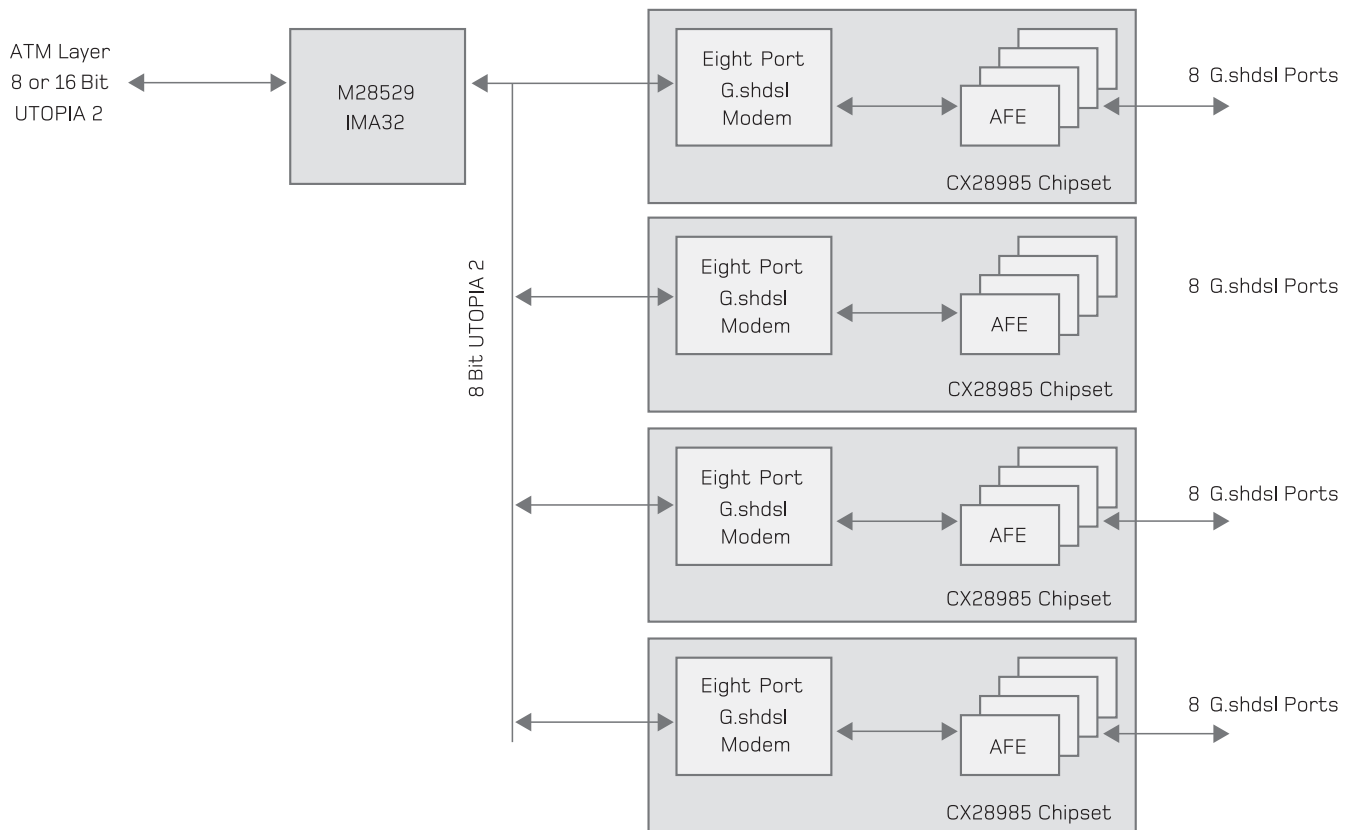 ATM Layer
8 or 16 Bit
UTOPIA 2
M28529
IMA32
8 Bit UTOPIA 2
Eight Port
G.shdsl
Modem
AFE
CX28985 Chipset
8 G.shdsl Ports
Eight Port
G.shdsl
Modem
AFE
CX28985 Chipset
8 G.shdsl Ports
Eight Port
G.shdsl
Modem
AFE
CX28985 Chipset
8 G.shdsl Ports
Eight Port
G.shdsl
Modem
AFE
CX28985 Chipset
8 G.shdsl Ports